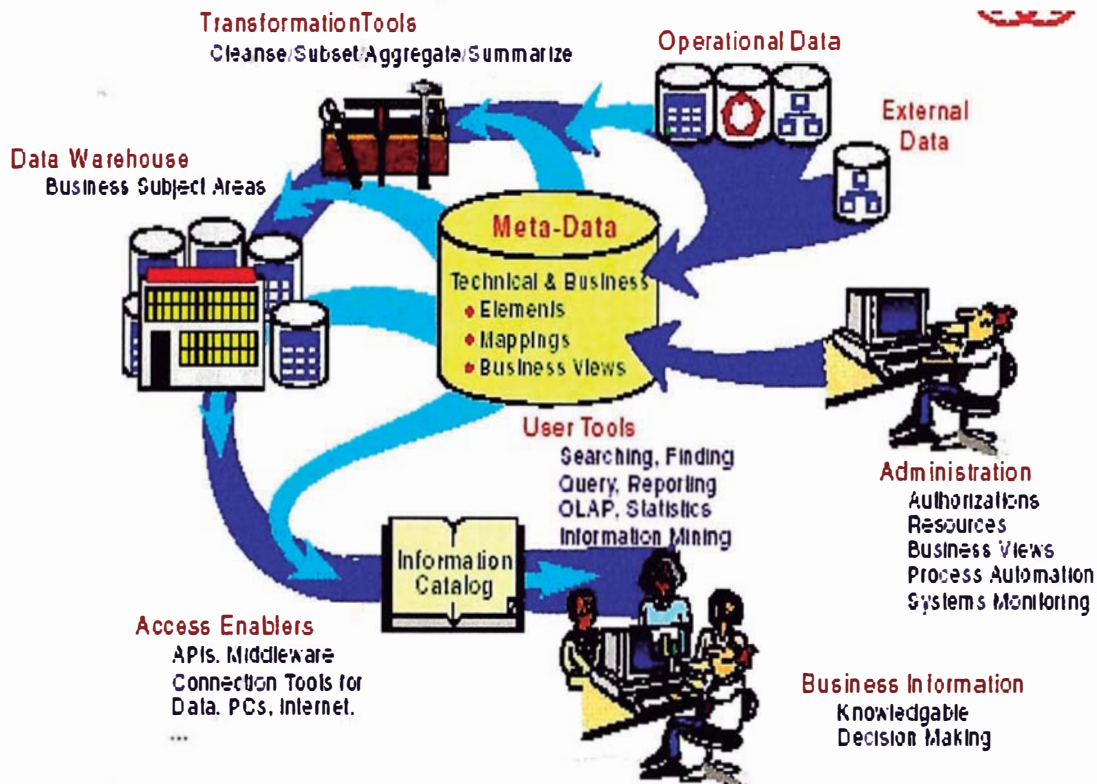 TransformationTools
Cleanse/Subset/Aggregate/Summarize
Operational Data
External
Data
Data Warehouse
Business Subject Areas
Meta-Data
Technical & Business
• Elements
• Mappings
• Business Views
User Tools
Searching, Finding
Query, Reporting
OLAP, Statistics
Information Mining
Administration
Authorizations
Resources
Business Views
Process Automation
Systems Monitoring
Information
Catalog
Access Enablers
APIs, Middleware
Connection Tools for
Data, PCs, Internet,
...
Business Information
Knowledgable
Decision Making